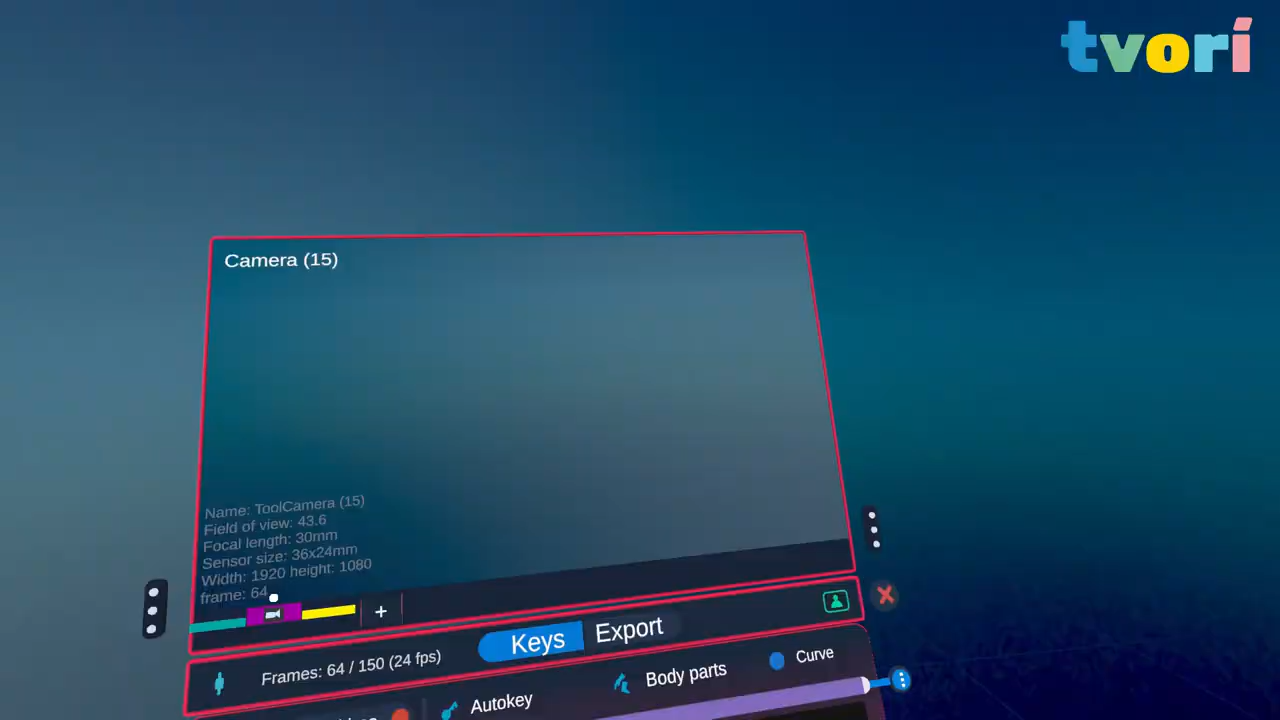 tvori
Camera (15)
Name: ToolCamera (15)
Field of view: 43.6
Focal length: 30mm
Sensor size: 36x24mm
Width: 1920 height: 1080
frame: 64
+
Frames: 64 / 150 (24 fps)
Keys
Export
Autokey
Body parts
Curve